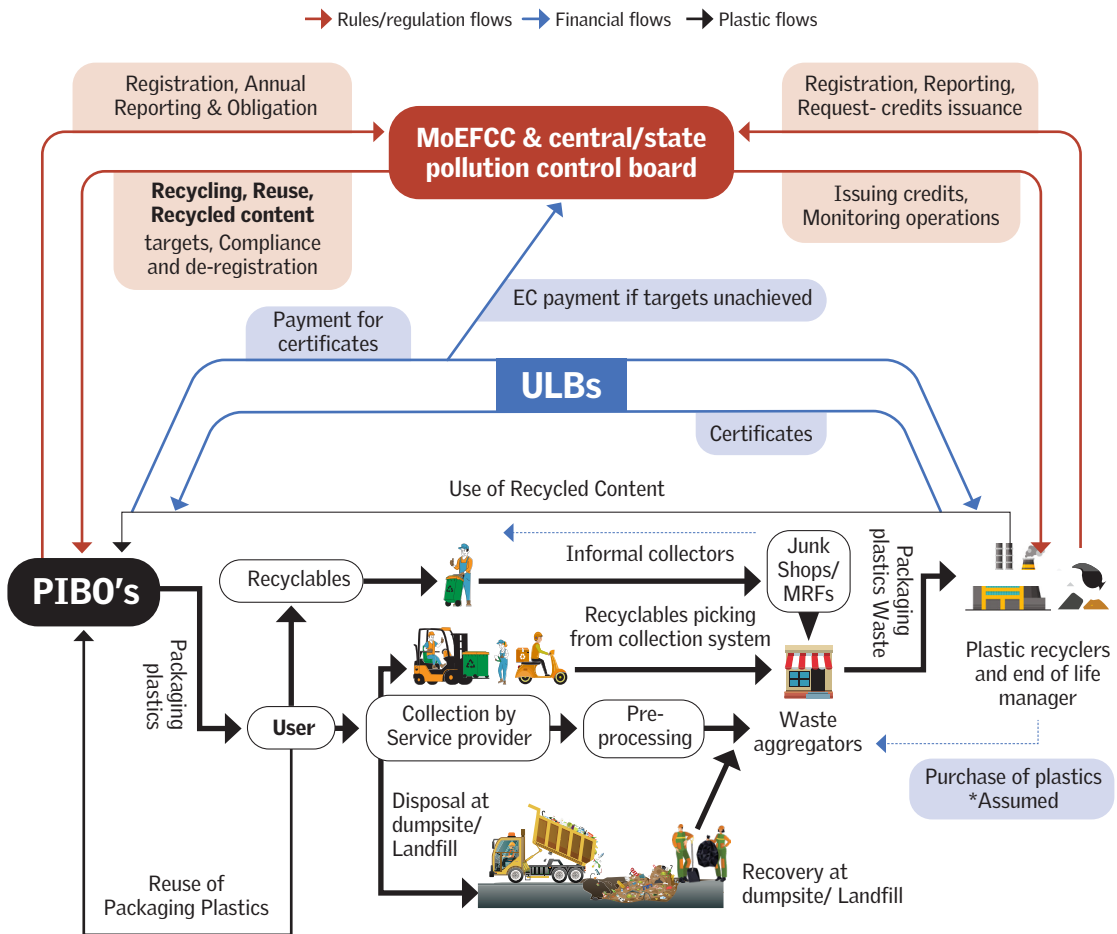 Rules/regulation flows
Financial flows
Plastic flows
Registration, Annual
Reporting & Obligation
Registration, Reporting,
Request- credits issuance
MoEFCC & central/state
pollution control board
Recycling, Reuse,
Recycled content
targets, Compliance
and de-registration
Issuing credits,
Monitoring operations
EC payment if targets unachieved
Payment for
certificates
ULBs
Certificates
Use of Recycled Content
PIBO's
Recyclables
Informal collectors
Junk
Shops/
MRFs
Packaging
plastics Waste
Recyclables picking
from collection system
Packaging
plastics
User
Collection by
Service provider
Pre-
processing
Waste
aggregators
Plastic recyclers
and end of life
manager
Purchase of plastics
*Assumed
Disposal at
dumpsite/
Landfill
Recovery at
dumpsite/ Landfill
Reuse of
Packaging Plastics